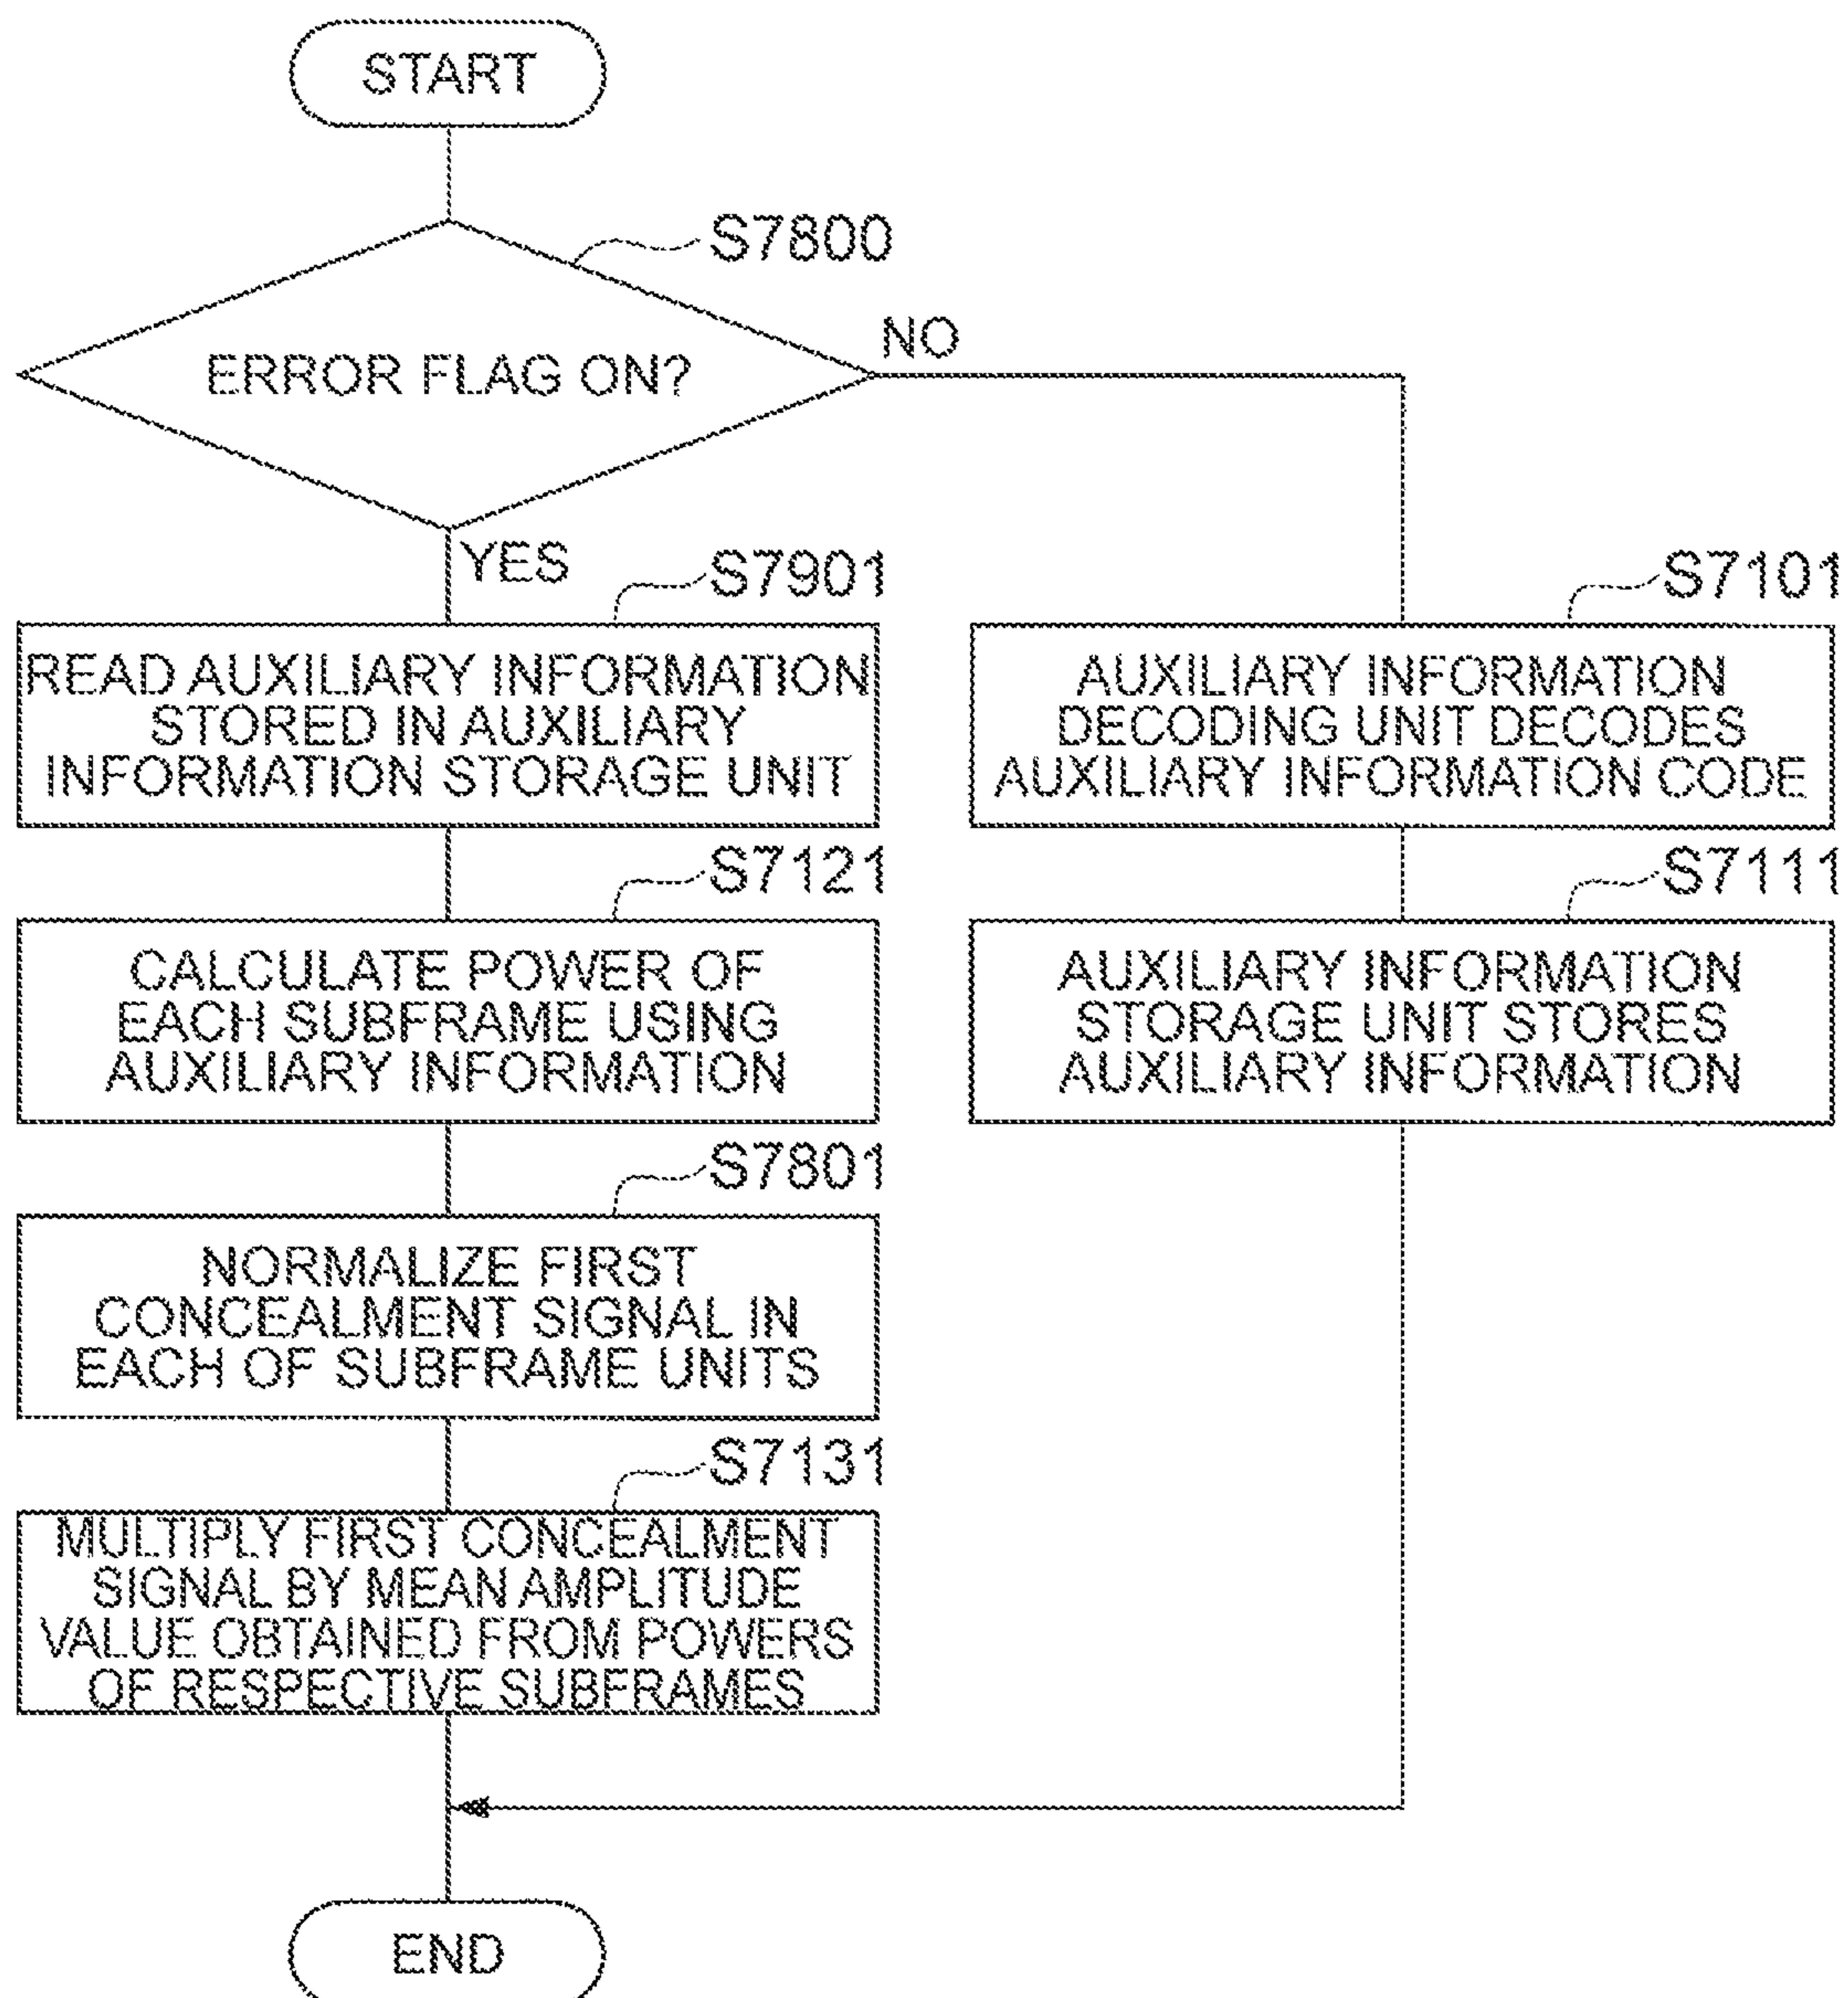 START
S7800
ERROR FLAG ON?
NO
YES
S7901
READ AUXILIARY INFORMATION
STORED IN AUXILIARY
INFORMATION STORAGE UNIT
S7121
CALCULATE POWER OF
EACH SUBFRAME USING
AUXILIARY INFORMATION
S7801
NORMALIZE FIRST
CONCEALMENT SIGNAL IN
EACH OF SUBFRAME UNITS
S7131
MULTIPLY FIRST CONCEALMENT
SIGNAL BY MEAN AMPLITUDE
VALUE OBTAINED FROM POWERS
OF RESPECTIVE SUBFRAMES
S7101
AUXILIARY INFORMATION
DECODING UNIT DECODES
AUXILIARY INFORMATION CODE
S7111
AUXILIARY INFORMATION
STORAGE UNIT STORES
AUXILIARY INFORMATION
END